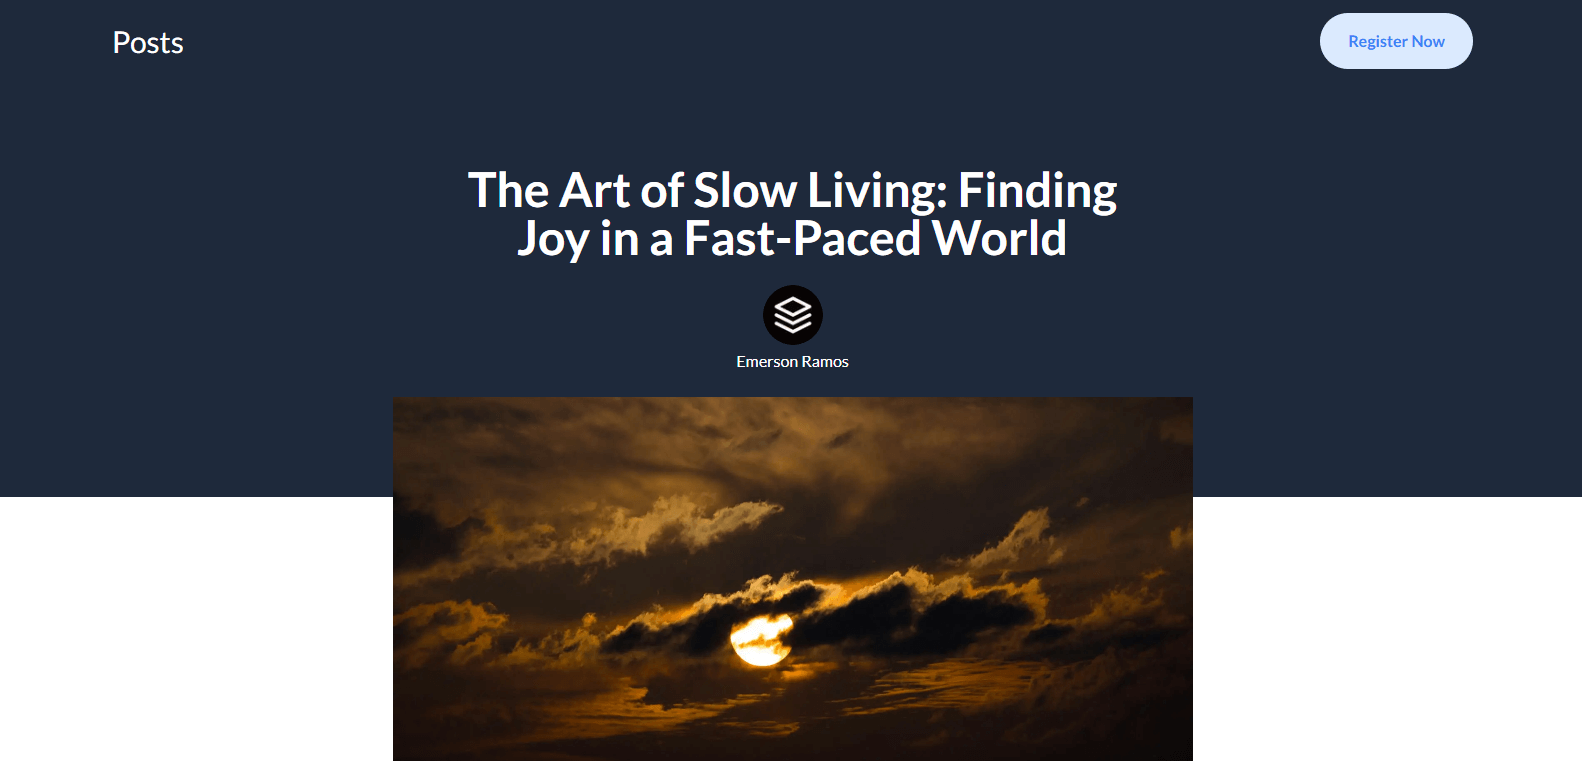 Posts
Register Now
The Art of Slow Living: Finding
Joy in a Fast-Paced World
Emerson Ramos